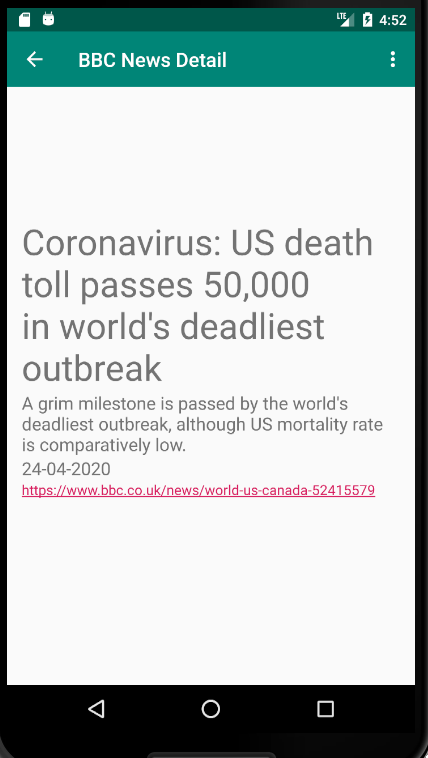 LTE 4:52
BBC News Detail
Coronavirus: US death
toll passes 50,000
in world's deadliest
outbreak
A grim milestone is passed by the world's
deadliest outbreak, although US mortality rate
is comparatively low.
24-04-2020
https://www.bbc.co.uk/news/world-us-canada-52415579